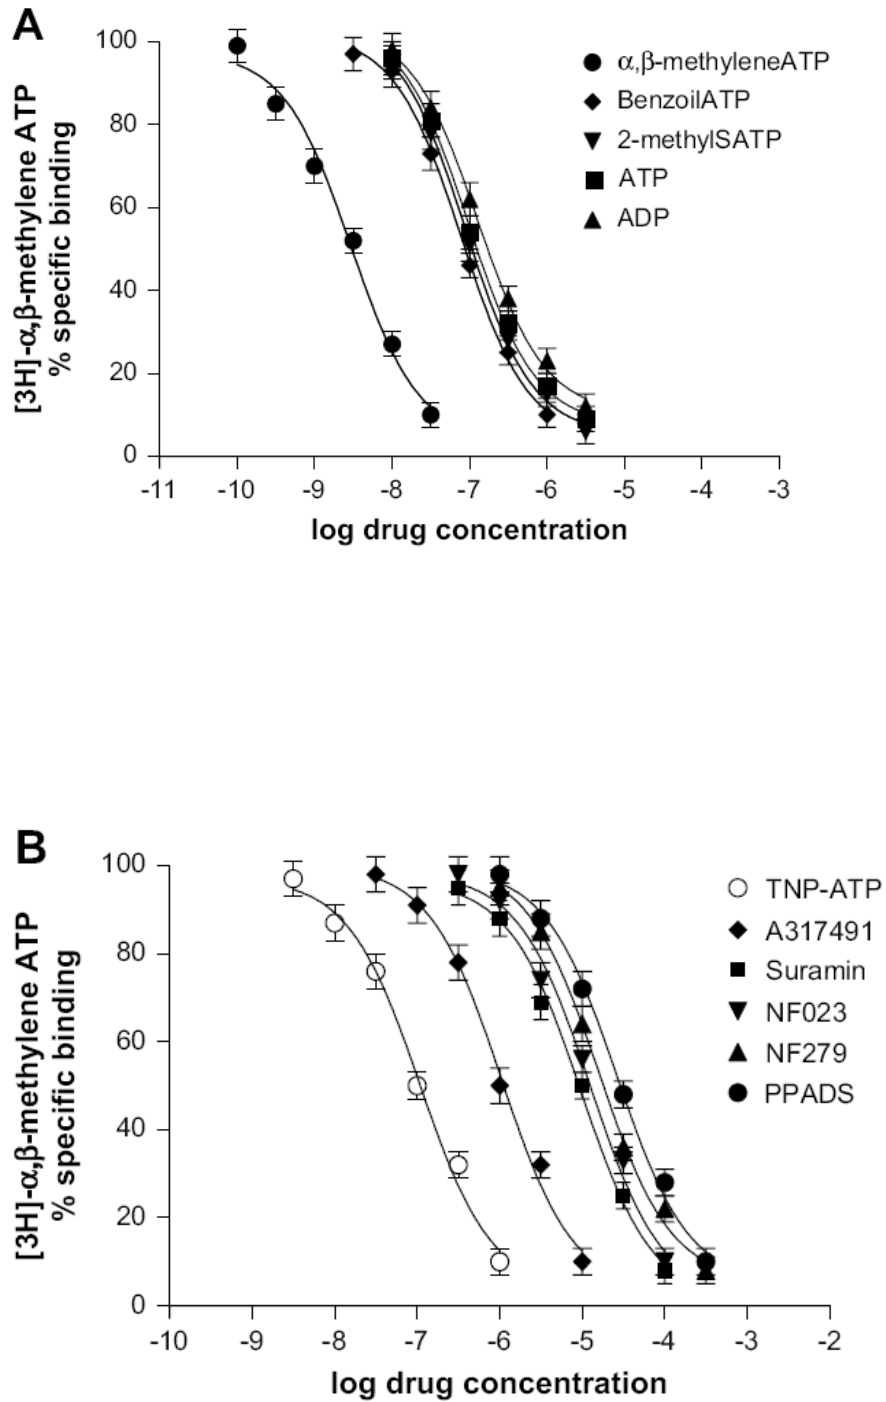 A
[3H]-α,β-methylene ATP
% specific binding
100
80
60
40
20
0
-11 -10 -9 -8 -7 -6 -5 -4 -3
log drug concentration
α,β-methyleneATP
BenzoilATP
2-methylSATP
ATP
ADP
B
[3H]-α,β-methylene ATP
% specific binding
100
80
60
40
20
0
-10 -9 -8 -7 -6 -5 -4 -3 -2
log drug concentration
TNP-ATP
A317491
Suramin
NF023
NF279
PPADS